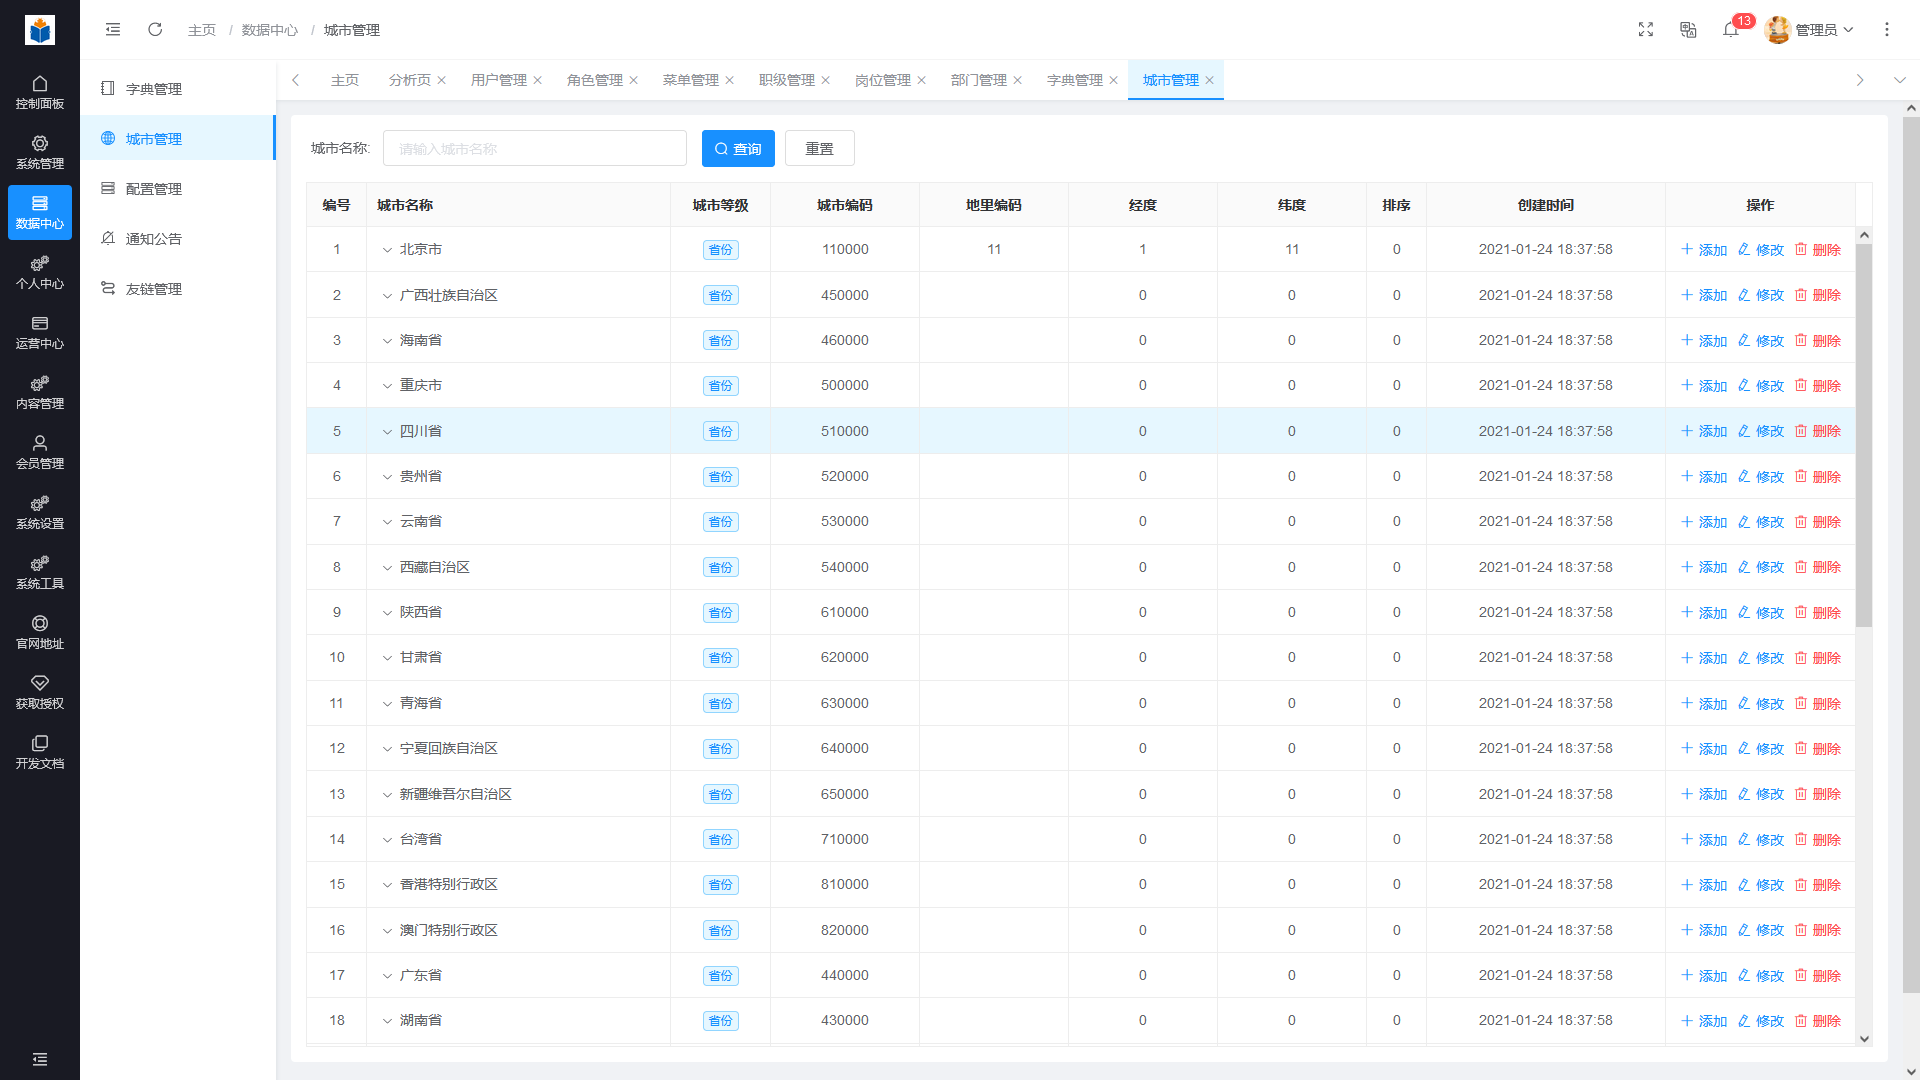 主页 / 数据中心 / 城市管理
13
管理员
控制面板
系统管理
数据中心
个人中心
运营中心
内容管理
会员管理
系统设置
系统工具
官网地址
获取授权
开发文档
字典管理
城市管理
配置管理
通知公告
友链管理
主页 分析页 用户管理 角色管理 菜单管理 职级管理 岗位管理 部门管理 字典管理 城市管理
城市名称: 请输入城市名称 查询 重置
编号 城市名称 城市等级 城市编码 地里编码 经度 纬度 排序 创建时间 操作
1 北京市 省份 110000 11 1 11 0 2021-01-24 18:37:58 添加 修改 删除
2 广西壮族自治区 省份 450000 0 0 0 2021-01-24 18:37:58 添加 修改 删除
3 海南省 省份 460000 0 0 0 2021-01-24 18:37:58 添加 修改 删除
4 重庆市 省份 500000 0 0 0 2021-01-24 18:37:58 添加 修改 删除
5 四川省 省份 510000 0 0 0 2021-01-24 18:37:58 添加 修改 删除
6 贵州省 省份 520000 0 0 0 2021-01-24 18:37:58 添加 修改 删除
7 云南省 省份 530000 0 0 0 2021-01-24 18:37:58 添加 修改 删除
8 西藏自治区 省份 540000 0 0 0 2021-01-24 18:37:58 添加 修改 删除
9 陕西省 省份 610000 0 0 0 2021-01-24 18:37:58 添加 修改 删除
10 甘肃省 省份 620000 0 0 0 2021-01-24 18:37:58 添加 修改 删除
11 青海省 省份 630000 0 0 0 2021-01-24 18:37:58 添加 修改 删除
12 宁夏回族自治区 省份 640000 0 0 0 2021-01-24 18:37:58 添加 修改 删除
13 新疆维吾尔自治区 省份 650000 0 0 0 2021-01-24 18:37:58 添加 修改 删除
14 台湾省 省份 710000 0 0 0 2021-01-24 18:37:58 添加 修改 删除
15 香港特别行政区 省份 810000 0 0 0 2021-01-24 18:37:58 添加 修改 删除
16 澳门特别行政区 省份 820000 0 0 0 2021-01-24 18:37:58 添加 修改 删除
17 广东省 省份 440000 0 0 0 2021-01-24 18:37:58 添加 修改 删除
18 湖南省 省份 430000 0 0 0 2021-01-24 18:37:58 添加 修改 删除